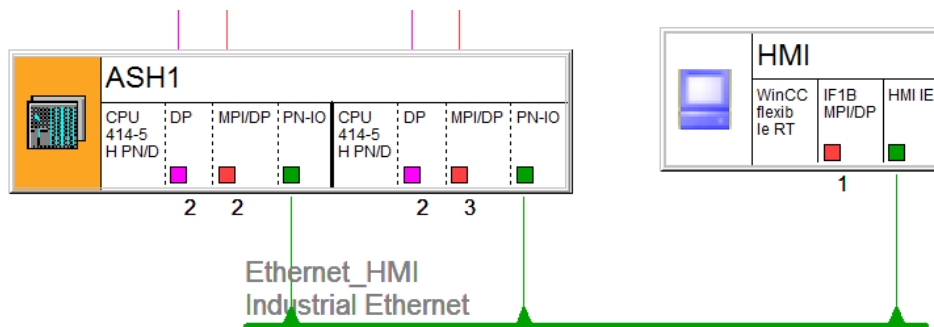 ASH1
CPU 414-5 H PN/D
DP
MPI/DP
PN-IO
CPU 414-5 H PN/D
DP
MPI/DP
PN-IO
2
2
2
3
HMI
WinCC flexib le RT
IF1B MPI/DP
HMI IE
1
Ethernet_HMI
Industrial Ethernet